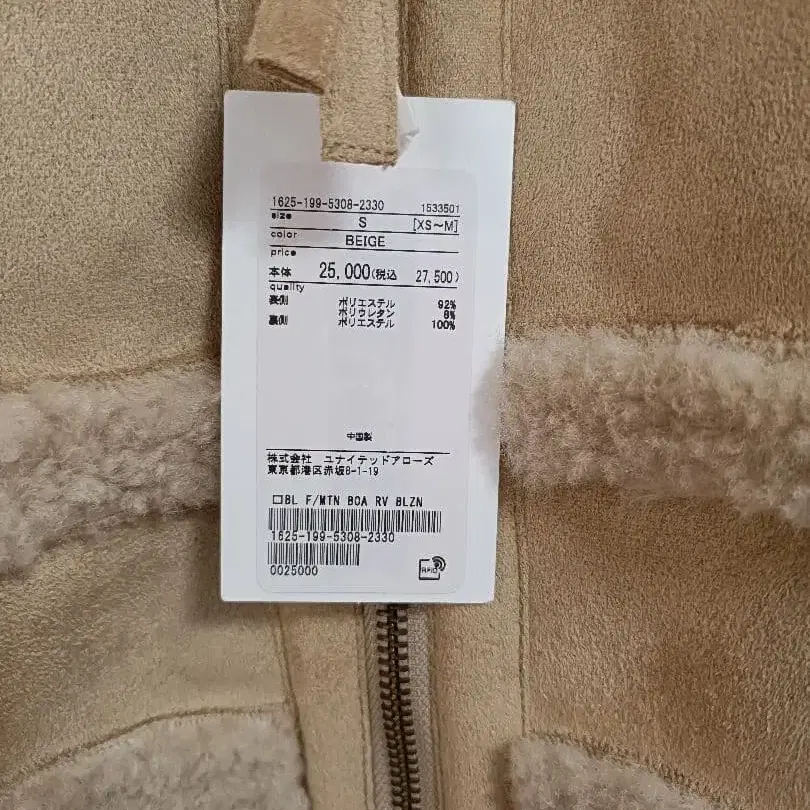 1625-199-5308-2330 1533501
size S [XS~M]
color BEIGE
price
本体 25,000(税込 27,500)
quality
表側 ポリエステル 92%
ポリウレタン 8%
裏側 ポリエステル 100%
中国製
株式会社 ユナイテッドアローズ
東京都港区赤坂8-1-19
□BL F/MTN BOA RV BLZN
1625-199-5308-2330
0025000
RFID